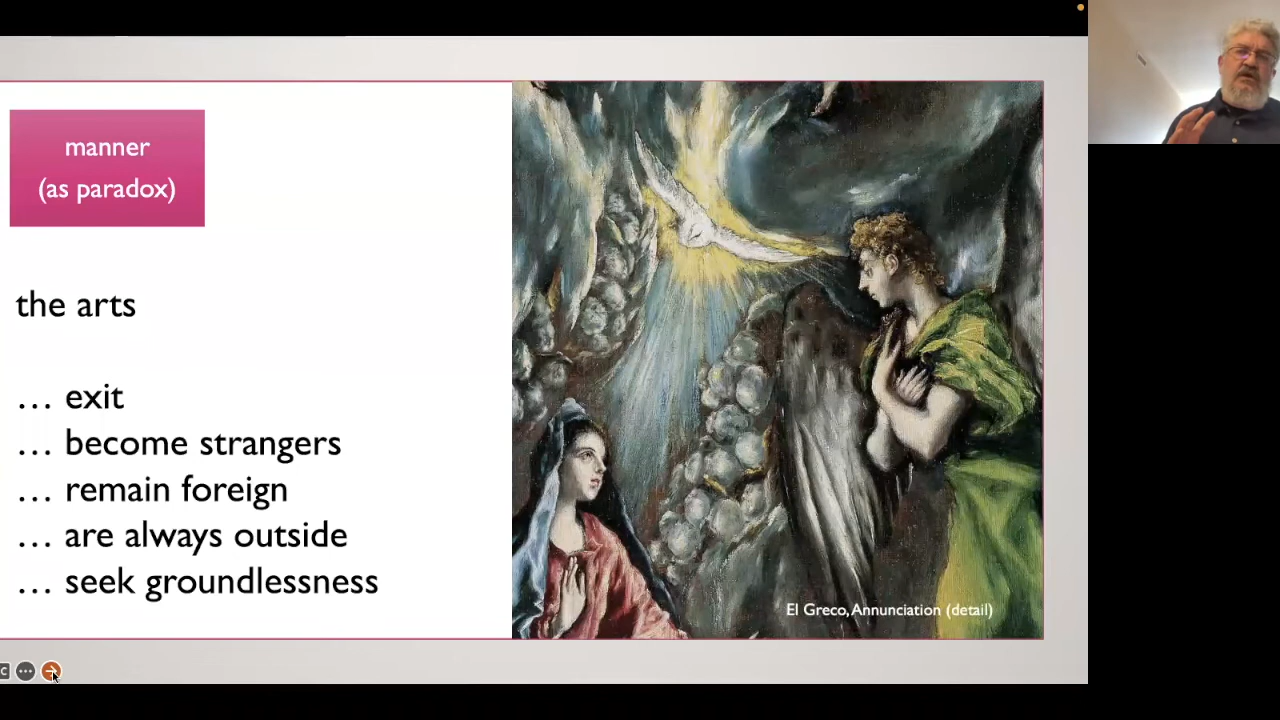 manner
(as paradox)
the arts
… exit
… become strangers
… remain foreign
… are always outside
… seek groundlessness
El Greco, Annunciation (detail)